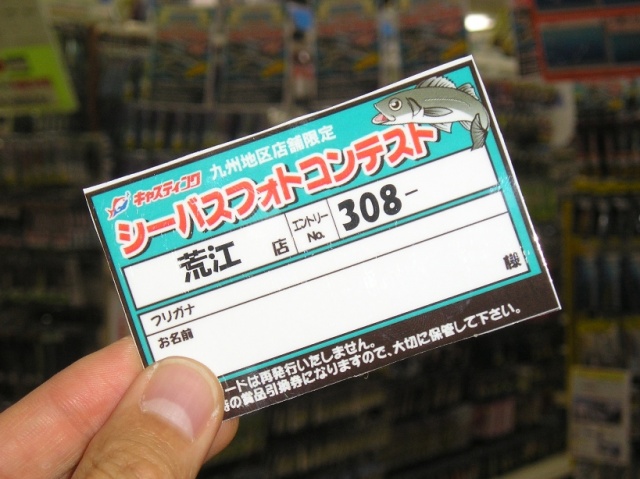 キャスティング 九州地区店舗限定
シーバスフォトコンテスト
荒江 店 エントリーNo. 308-
フリガナ
お名前 様
ードは再発行いたしません。
の賞品引換券になりますので、大切に保管して下さい。